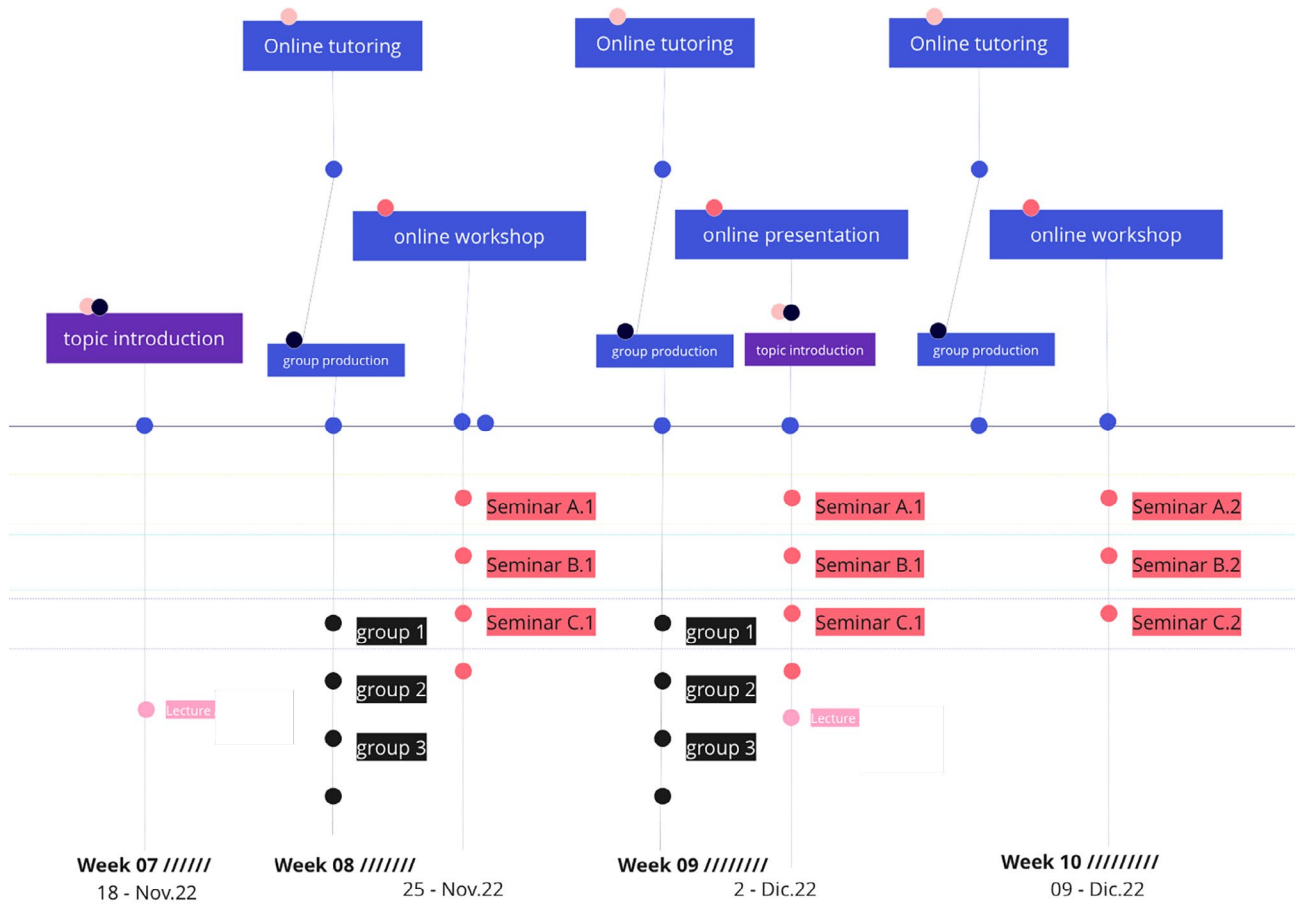 Online tutoring
Online tutoring
Online tutoring
online workshop
online presentation
online workshop
topic introduction
group production
group production
topic introduction
group production
Seminar A.1
Seminar A.1
Seminar A.2
Seminar B.1
Seminar B.1
Seminar B.2
Seminar C.1
Seminar C.1
Seminar C.2
group 1
group 1
group 2
group 2
Lecture
Lecture
group 3
group 3
Week 07 //////
Week 08 ///////
Week 09 ////////
Week 10 /////////
18 - Nov.22
25 - Nov.22
2 - Dic.22
09 - Dic.22